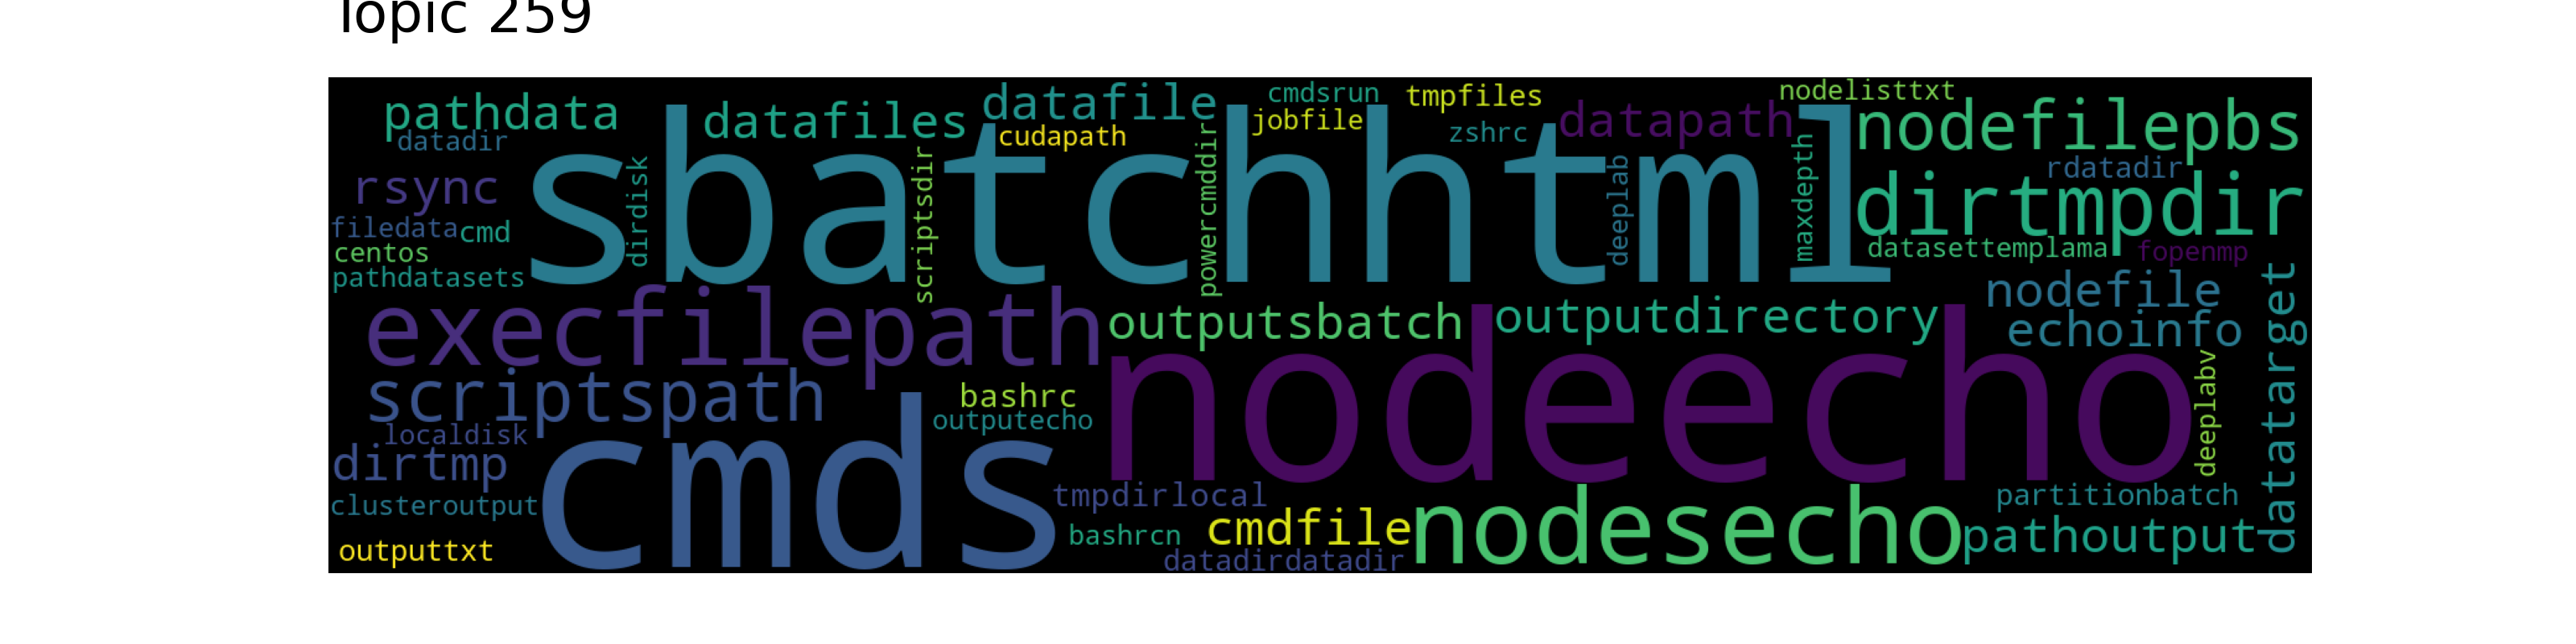 Topic 259
pathdata
datafiles
datafile
cmdsrun
tmpfiles
nodelisttxt
datadir
cudapath
jobfile
zshrc
datapath
nodefilepbs
rsync
dirdisk
sbatchhtml
scriptsdir
powercmddir
deeplab
maxdepth
rdatadir
dirtmpdir
filedata
cmd
centos
pathdatasets
datasettemplama
fopenmp
execfilepath
outputsbatch
outputdirectory
nodefile
echoinfo
datatarget
scriptspath
bashrc
outputecho
nodeecho
deeplabv
localdisk
dirtmp
cmds
clusteroutput
tmpdirlocal
partitionbatch
outputtxt
bashrcn
cmdfile
nodesecho
pathoutput
datadirdatadir